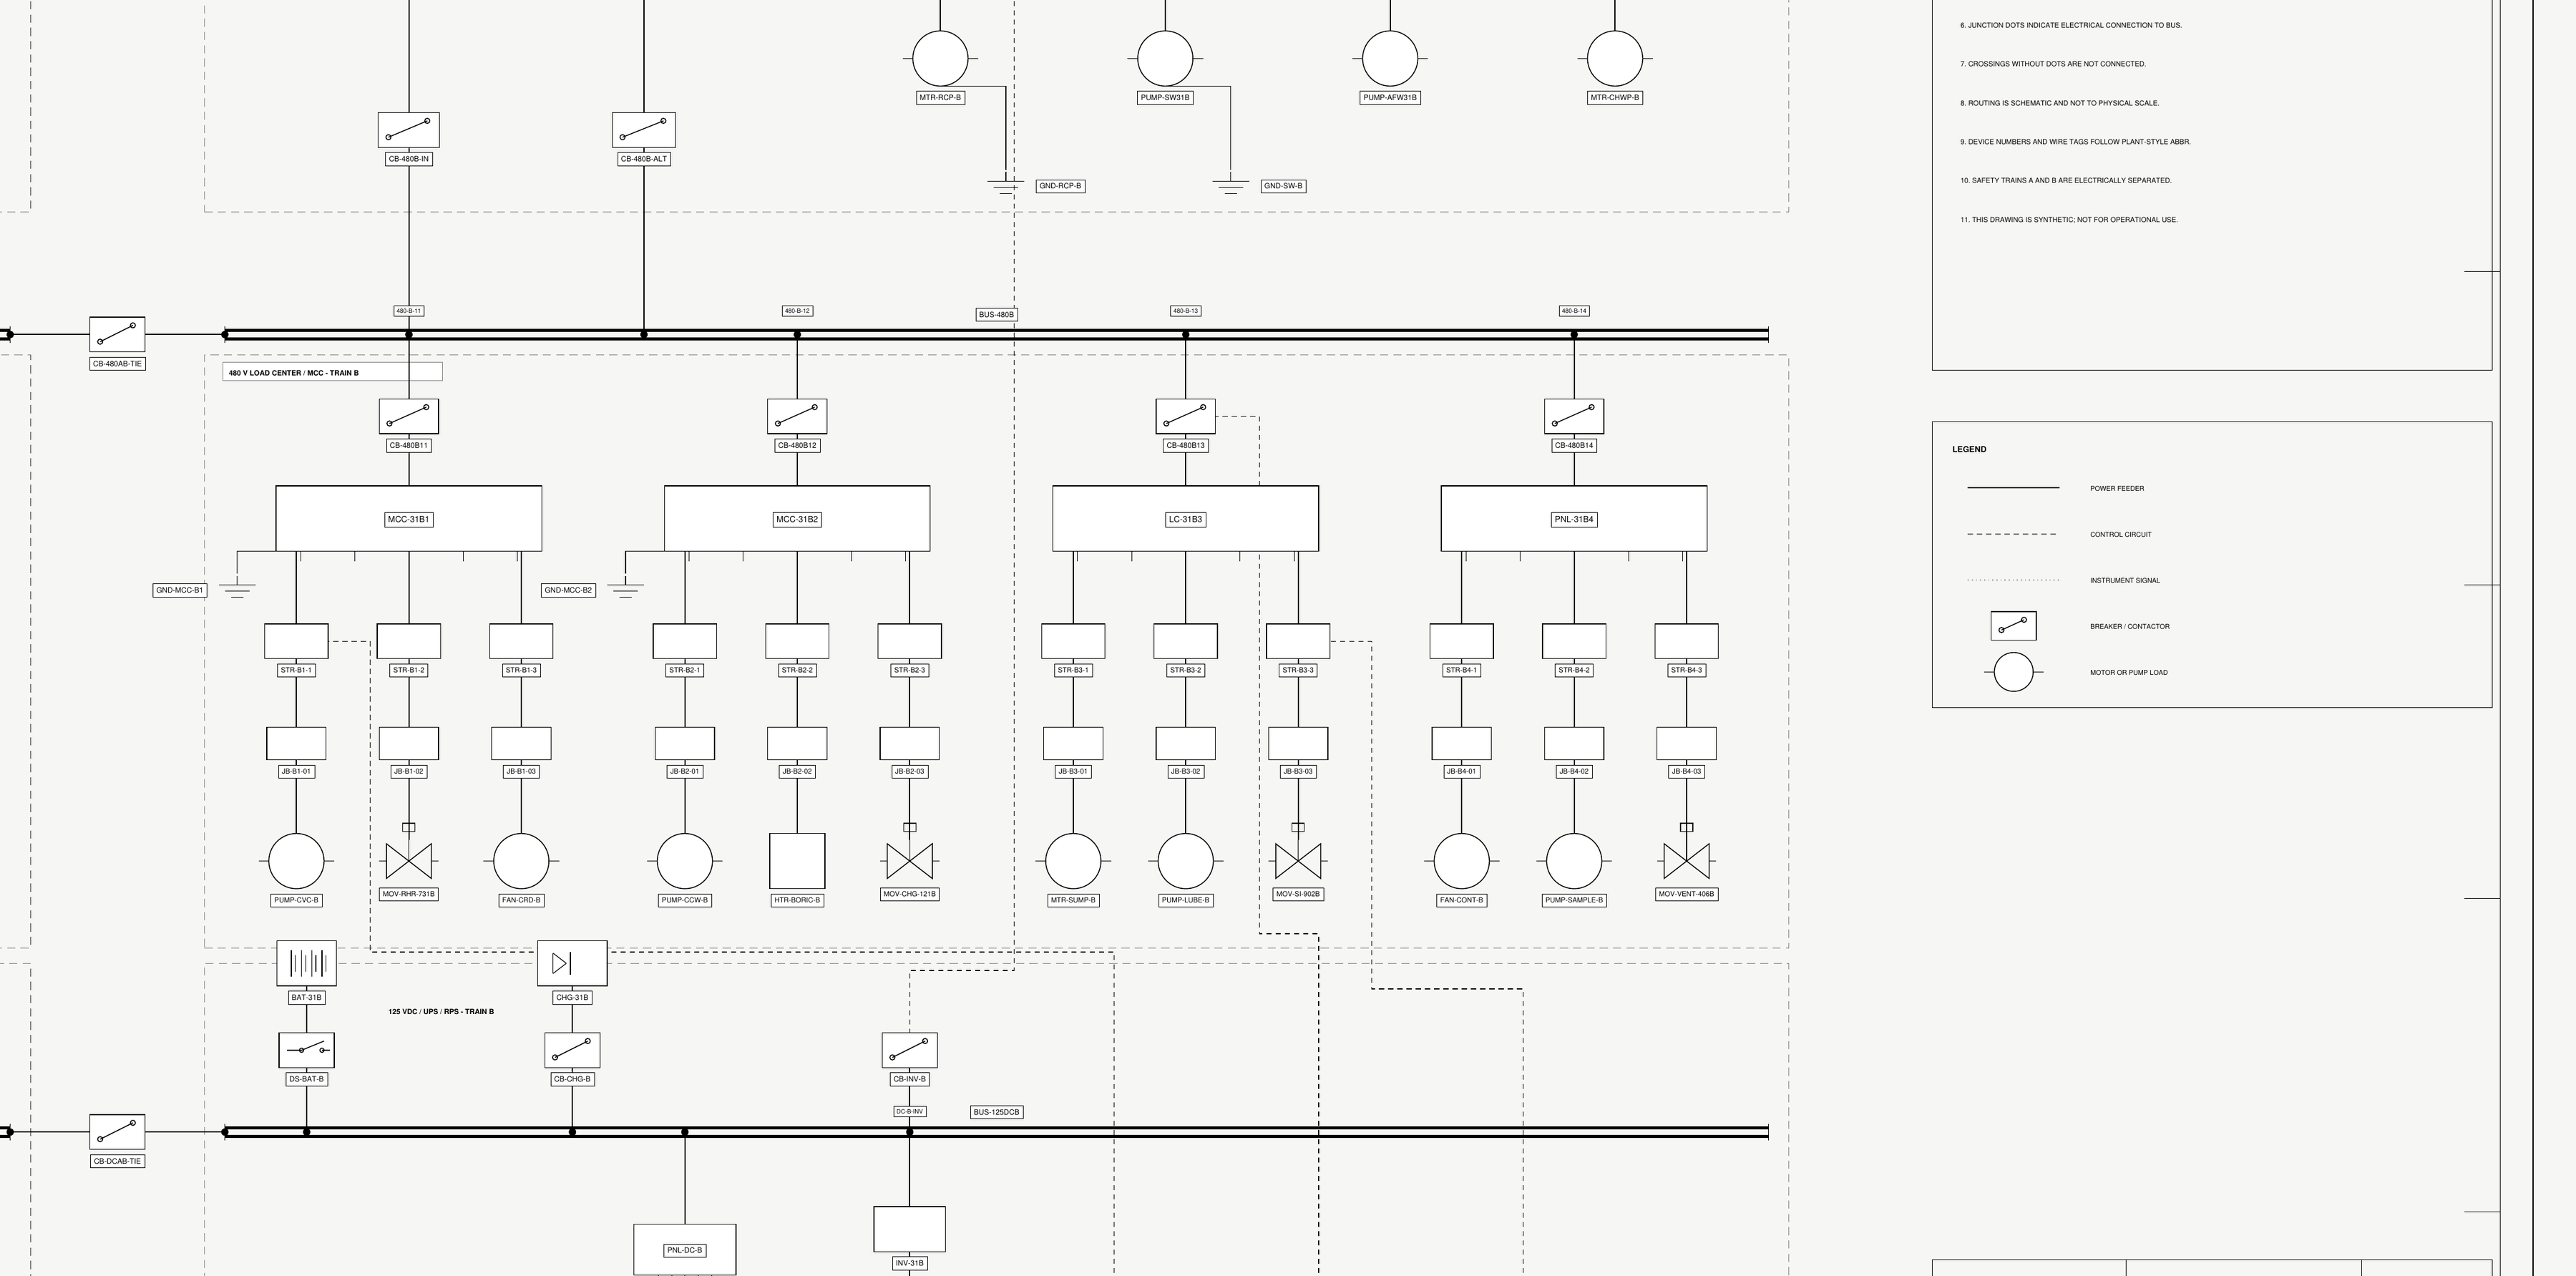 6. JUNCTION DOTS INDICATE ELECTRICAL CONNECTION TO BUS.
7. CROSSINGS WITHOUT DOTS ARE NOT CONNECTED.
MTR-RCP-B PUMP-SW31B PUMP-AFW31B MTR-CHWP-B
8. ROUTING IS SCHEMATIC AND NOT TO PHYSICAL SCALE.
9. DEVICE NUMBERS AND WIRE TAGS FOLLOW PLANT-STYLE ABBR.
CB-480B-IN CB-480B-ALT
10. SAFETY TRAINS A AND B ARE ELECTRICALLY SEPARATED.
GND-RCP-B GND-SW-B
11. THIS DRAWING IS SYNTHETIC; NOT FOR OPERATIONAL USE.
480-B-11 480-B-12 BUS-480B 480-B-13 480-B-14
CB-480AB-TIE
480 V LOAD CENTER / MCC - TRAIN B
CB-480B11 CB-480B12 CB-480B13 CB-480B14
LEGEND
POWER FEEDER
MCC-31B1 MCC-31B2 LC-31B3 PNL-31B4
CONTROL CIRCUIT
INSTRUMENT SIGNAL
GND-MCC-B1 GND-MCC-B2
BREAKER / CONTACTOR
STR-B1-1 STR-B1-2 STR-B1-3 STR-B2-1 STR-B2-2 STR-B2-3 STR-B3-1 STR-B3-2 STR-B3-3 STR-B4-1 STR-B4-2 STR-B4-3
MOTOR OR PUMP LOAD
JB-B1-01 JB-B1-02 JB-B1-03 JB-B2-01 JB-B2-02 JB-B2-03 JB-B3-01 JB-B3-02 JB-B3-03 JB-B4-01 JB-B4-02 JB-B4-03
PUMP-CVC-B MOV-RHR-731B FAN-CRD-B PUMP-CCW-B HTR-BORIC-B MOV-CHG-121B MTR-SUMP-B PUMP-LUBE-B MOV-SI-902B FAN-CONT-B PUMP-SAMPLE-B MOV-VENT-406B
BAT-31B CHG-31B
125 VDC / UPS / RPS - TRAIN B
DS-BAT-B CB-CHG-B CB-INV-B
DC-B-INV BUS-125DCB
CB-DCAB-TIE
PNL-DC-B
INV-31B